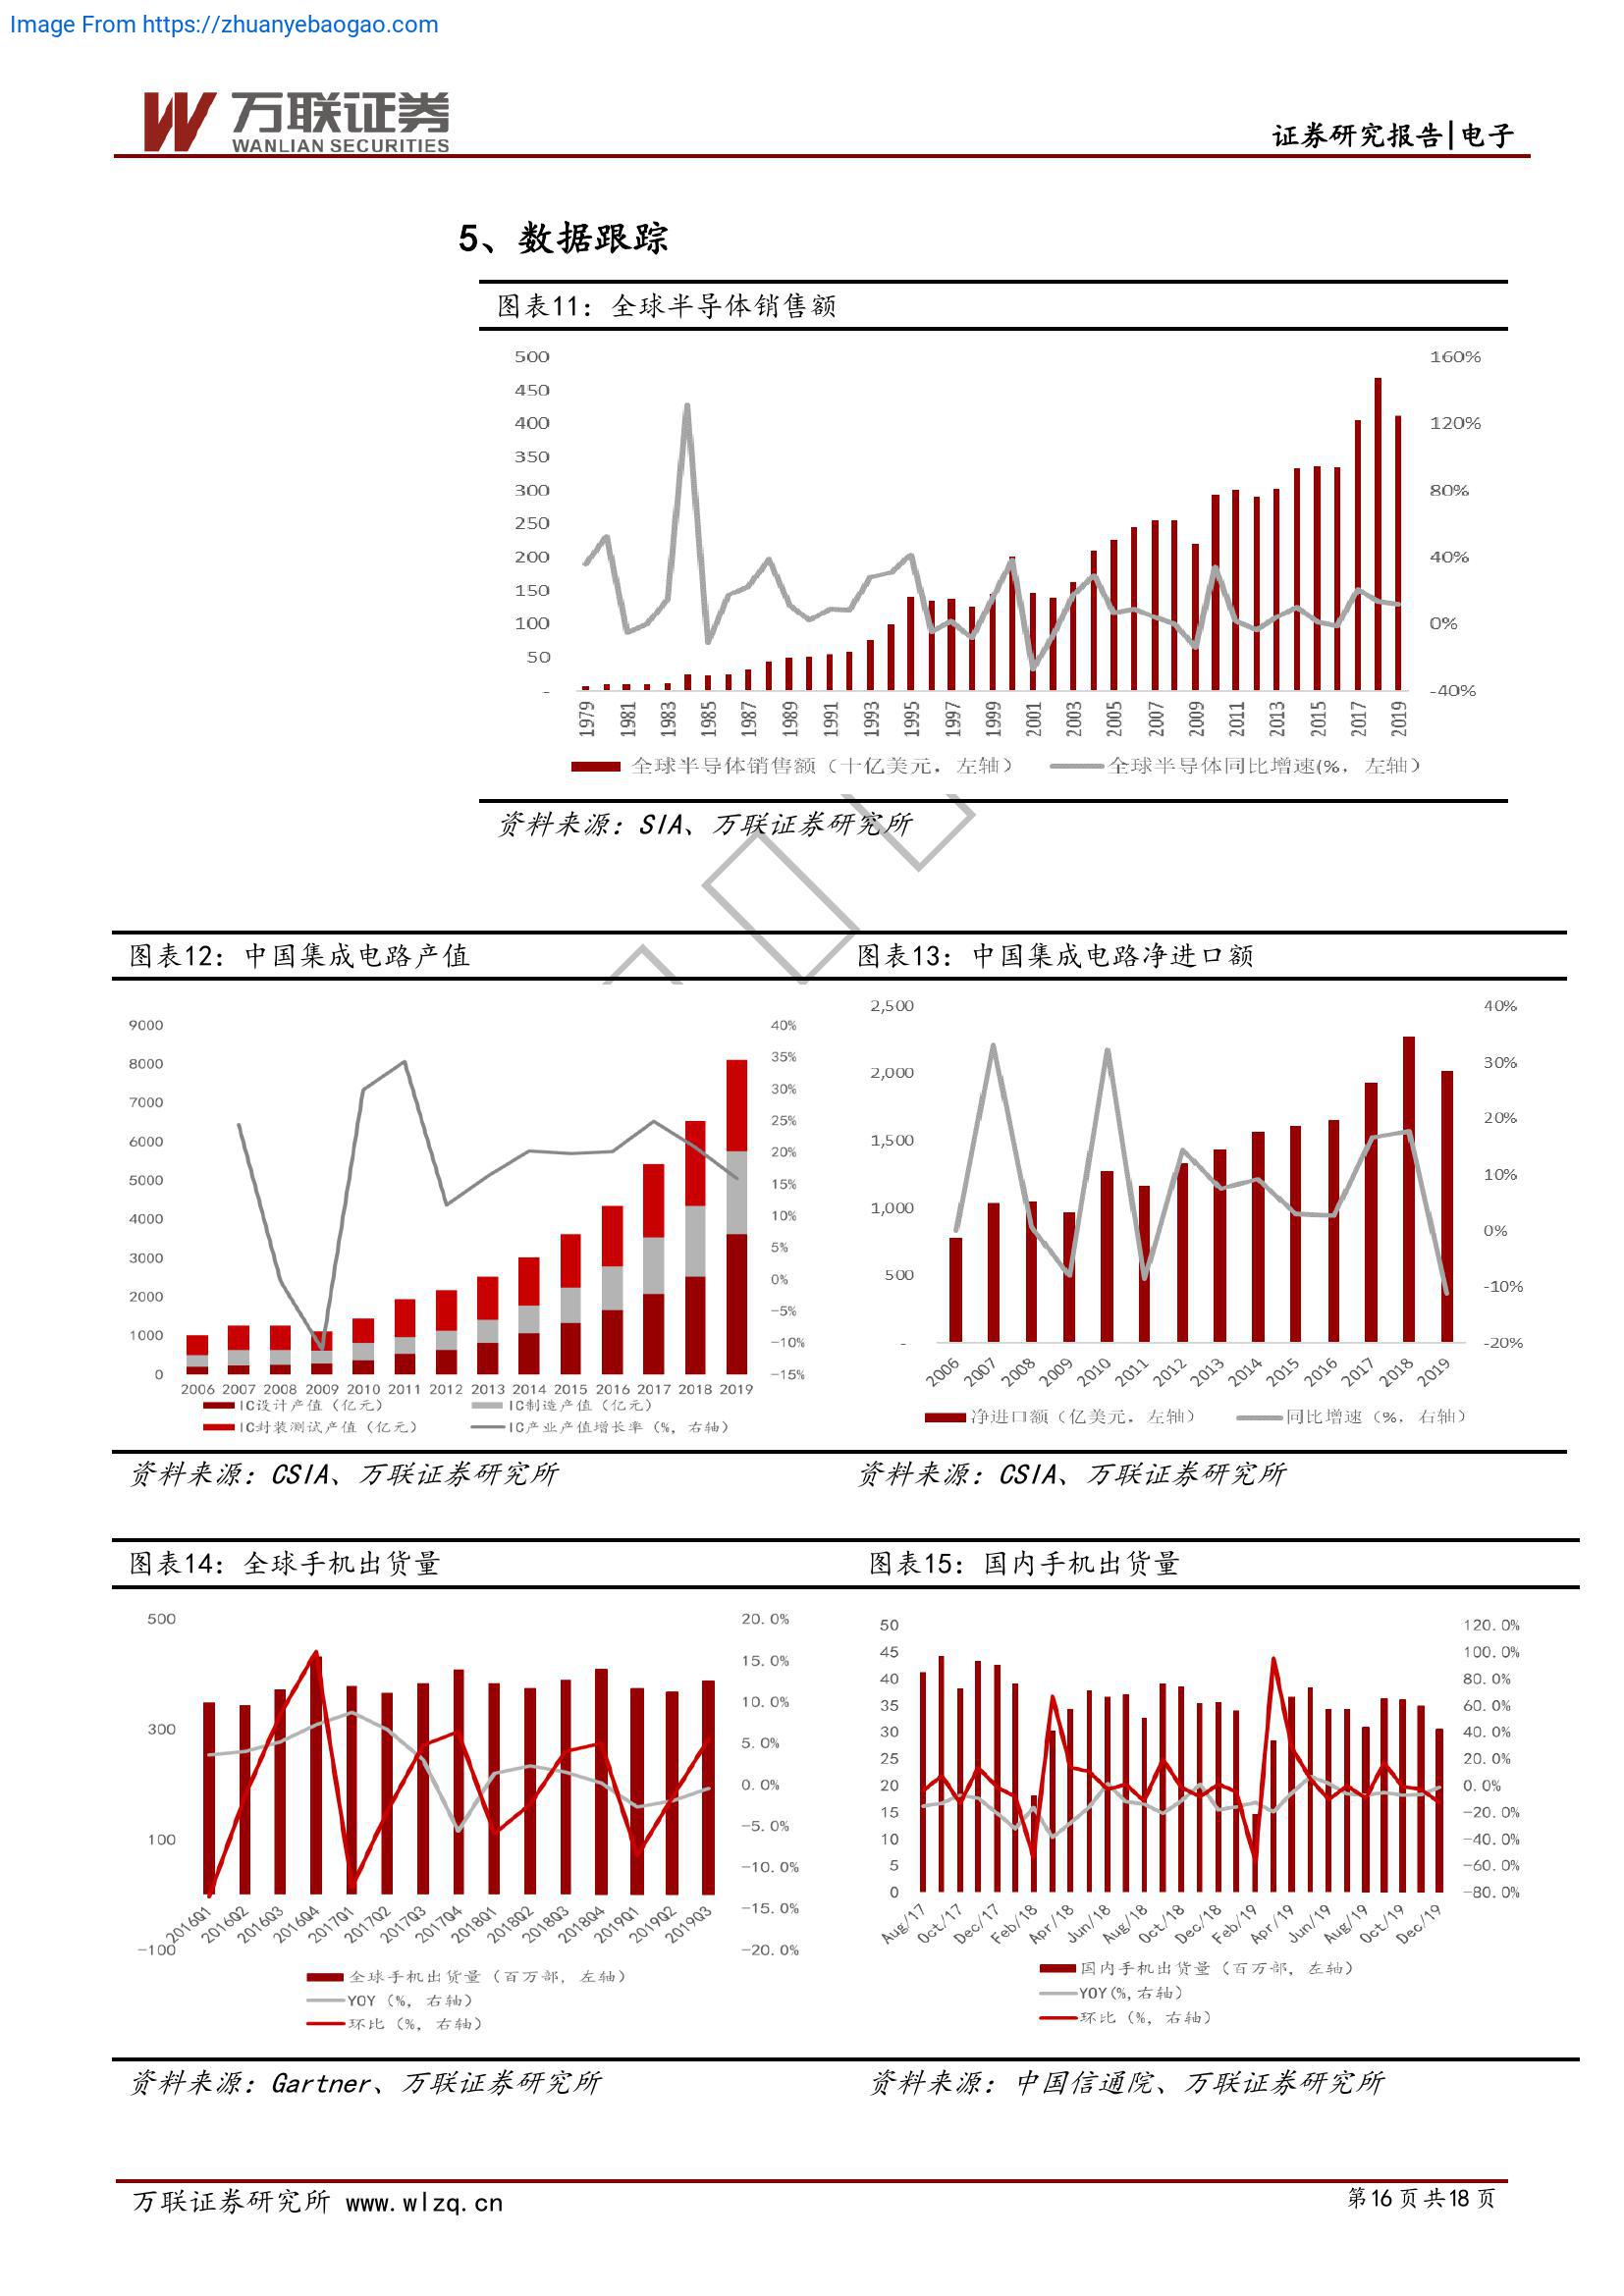 Image From https://zhuanyebaogao.com
万联证券
WANLIAN SECURITIES
证券研究报告|电子
5、数据跟踪
图表11：全球半导体销售额
500
450
400
350
300
250
200
150
100
50
-
160%
120%
80%
40%
0%
-40%
1979 1981 1983 1985 1987 1989 1991 1993 1995 1997 1999 2001 2003 2005 2007 2009 2011 2013 2015 2017 2019
全球半导体销售额（十亿美元，左轴） 全球半导体同比增速(%，左轴）
资料来源：SIA、万联证券研究所
图表12：中国集成电路产值
9000
8000
7000
6000
5000
4000
3000
2000
1000
0
40%
35%
30%
25%
20%
15%
10%
5%
0%
-5%
-10%
-15%
2006 2007 2008 2009 2010 2011 2012 2013 2014 2015 2016 2017 2018 2019
IC设计产值（亿元） IC制造产值（亿元）
IC封装测试产值（亿元） IC产业产值增长率（%，右轴）
资料来源：CSIA、万联证券研究所
图表13：中国集成电路净进口额
2,500
2,000
1,500
1,000
500
-
40%
30%
20%
10%
0%
-10%
-20%
2006 2007 2008 2009 2010 2011 2012 2013 2014 2015 2016 2017 2018 2019
净进口额（亿美元，左轴） 同比增速（%，右轴）
资料来源：CSIA、万联证券研究所
图表14：全球手机出货量
500
300
100
-100
20.0%
15.0%
10.0%
5.0%
0.0%
-5.0%
-10.0%
-15.0%
-20.0%
2016Q1 2016Q2 2016Q3 2016Q4 2017Q1 2017Q2 2017Q3 2017Q4 2018Q1 2018Q2 2018Q3 2018Q4 2019Q1 2019Q2 2019Q3
全球手机出货量（百万部，左轴）
YOY（%，右轴）
环比（%，右轴）
资料来源：Gartner、万联证券研究所
图表15：国内手机出货量
50
45
40
35
30
25
20
15
10
5
0
120.0%
100.0%
80.0%
60.0%
40.0%
20.0%
0.0%
-20.0%
-40.0%
-60.0%
-80.0%
Aug/17 Oct/17 Dec/17 Feb/18 Apr/18 Jun/18 Aug/18 Oct/18 Dec/18 Feb/19 Apr/19 Jun/19 Aug/19 Oct/19 Dec/19
国内手机出货量（百万部，左轴）
YOY(%,右轴）
环比（%，右轴）
资料来源：中国信通院、万联证券研究所
万联证券研究所 www.wlzq.cn
第16页共18页